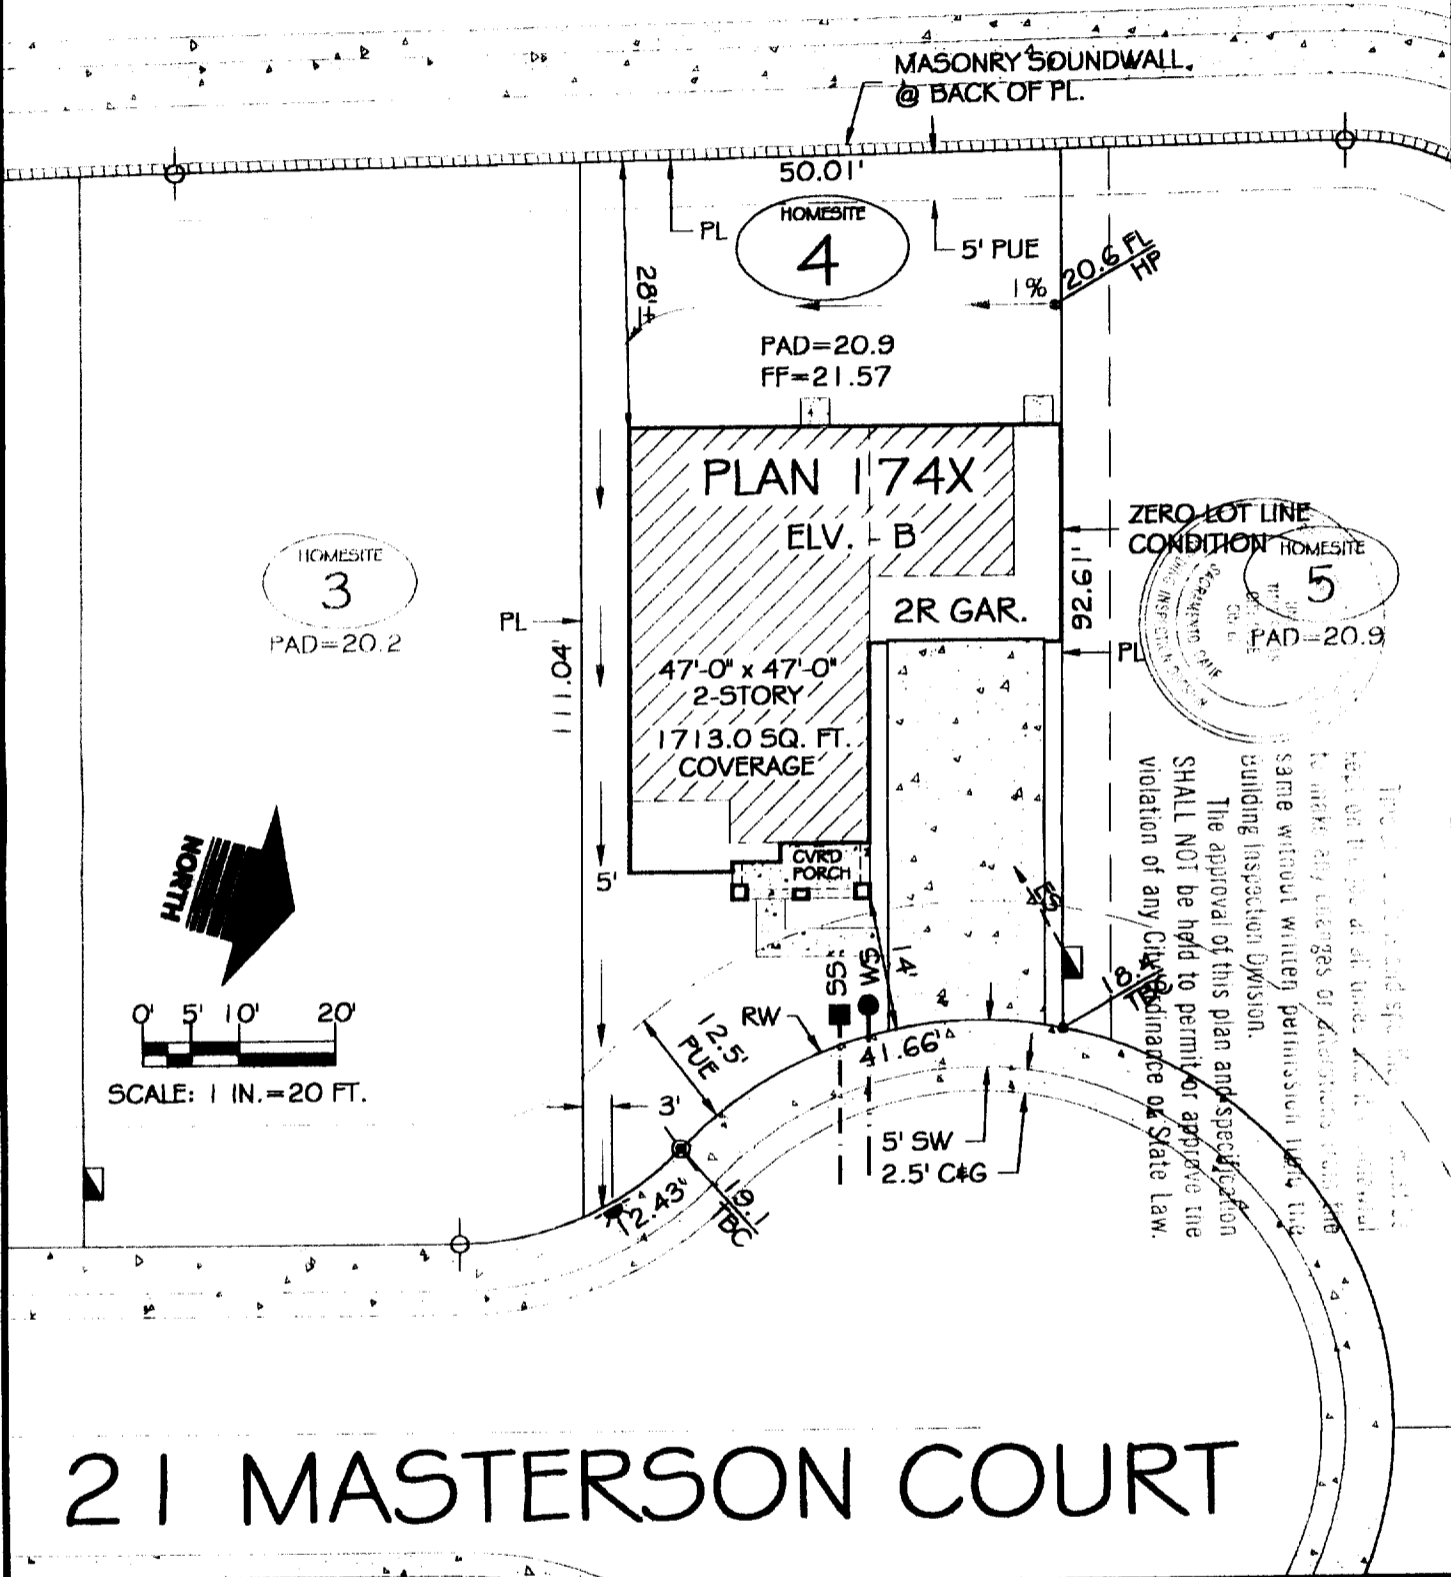 MASONRY SOUNDWALL,
@ BACK OF PL.
50.01'
HOMESITE
4
PL
5' PUE
28'±
1%
20.6 FL
HP
PAD=20.9
FF=21.57
PLAN 174X
ELV. - B
ZERO LOT LINE
CONDITION
HOMESITE
5
PAD=20.9
HOMESITE
3
PAD=20.2
PL
111.04'
92.61'
2R GAR.
PL
47'-0" x 47'-0"
2-STORY
1713.0 SQ. FT.
COVERAGE
CVRD
PORCH
5'
NORTH
0' 5' 10' 20'
SCALE: 1 IN.=20 FT.
SS
WS
14'
RW
12.5'
PUE
41.66'
TBC
3'
5' SW
2.5' C&G
12.43'
19.1
TBC
same without written permission
Building Inspection Division.
The approval of this plan and specification
SHALL NOT be held to permit or approve the
violation of any City Ordinance or State Law.
21 MASTERSON COURT